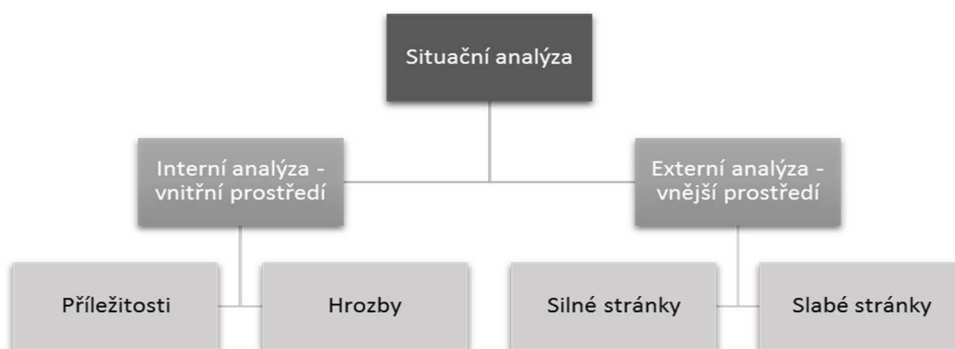 Situační analýza
Interní analýza -
vnitřní prostředí
Externí analýza -
vnější prostředí
Příležitosti
Hrozby
Silné stránky
Slabé stránky